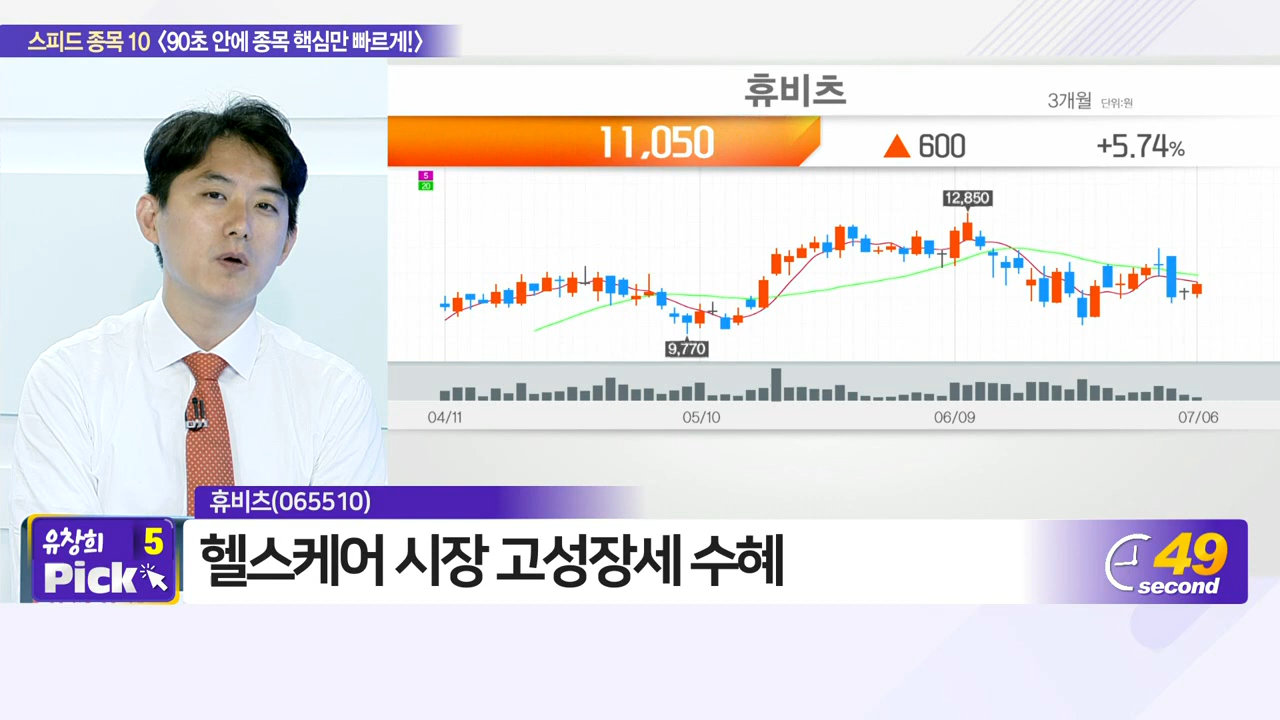 스피드 종목 10 〈90초 안에 종목 핵심만 빠르게!〉
휴비츠
3개월 단위:원
11,050 ▲600 +5.74%
5
20
12,850
9,770
04/11 05/10 06/09 07/06
휴비츠(065510)
유창희 5
Pick
헬스케어 시장 고성장세 수혜
49
second